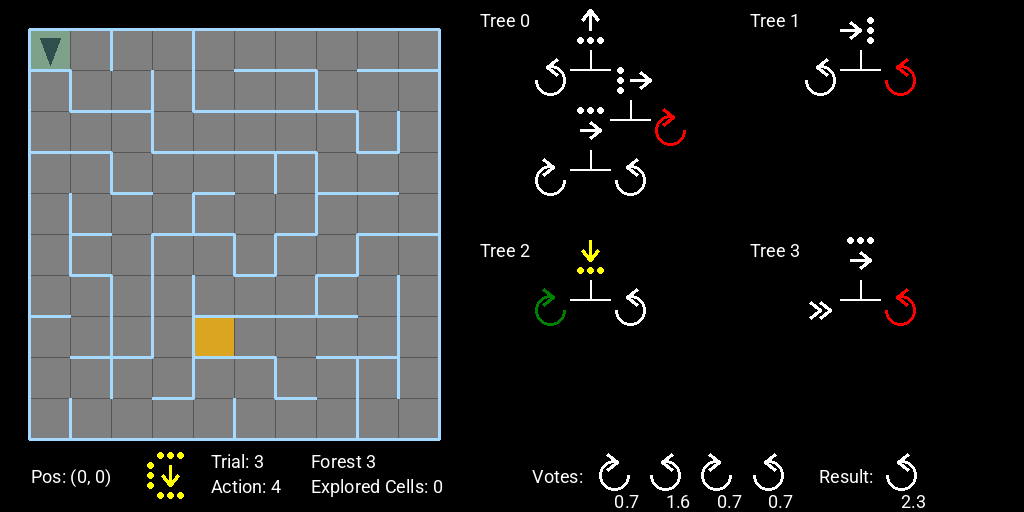 Tree 0
Tree 1
Tree 2
Tree 3
Pos: (0, 0)
Trial: 3
Forest 3
Action: 4
Explored Cells: 0
Votes:
0.7
1.6
0.7
0.7
Result:
2.3